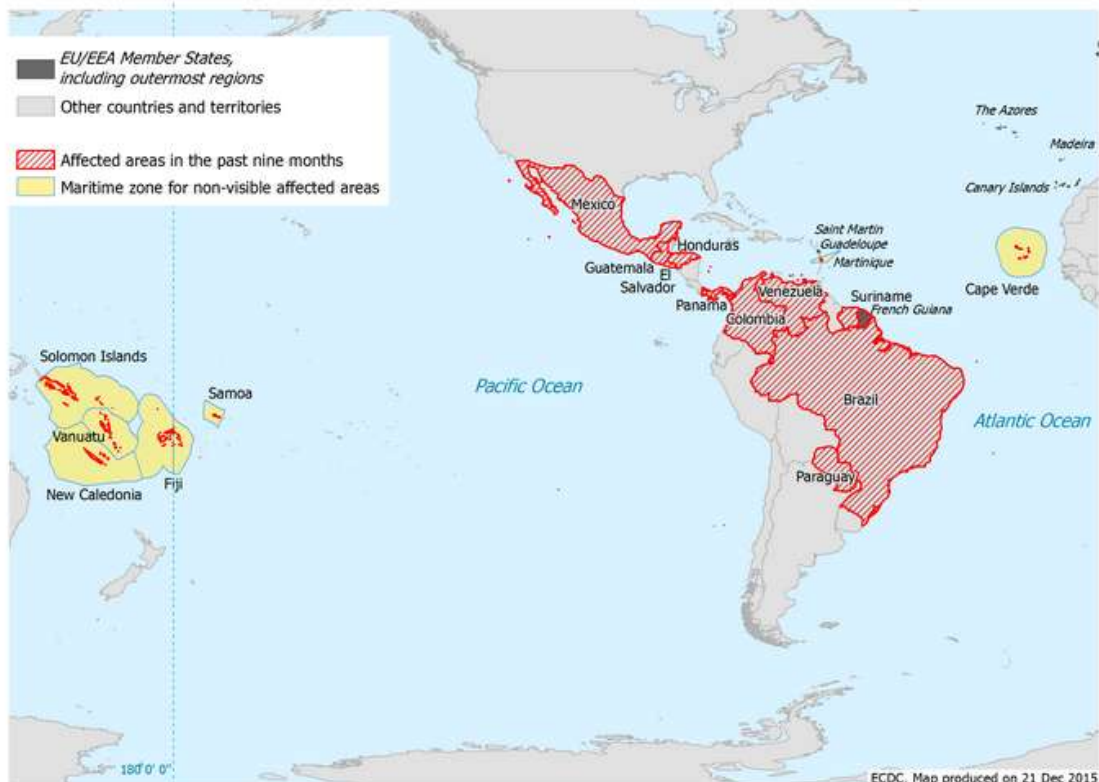 EU/EEA Member States,
including outermost regions
Other countries and territories
Affected areas in the past nine months
Maritime zone for non-visible affected areas
The Azores
Madeira
Canary Islands
Mexico
Honduras
Guatemala
El
Salvador
Panama
Saint Martin
Guadeloupe
Martinique
Cape Verde
Venezuela
Suriname
French Guiana
Colombia
Solomon Islands
Samoa
Pacific Ocean
Brazil
Atlantic Ocean
Vanuatu
Paraguay
New Caledonia
Fiji
180°0' 0"
ECDC. Map produced on 21 Dec 2015